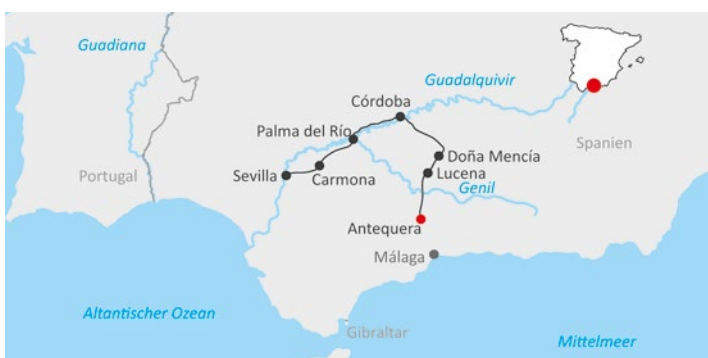 Guadiana
Guadalquivir
Córdoba
Palma del Río
Spanien
Doña Mencía
Portugal
Sevilla
Carmona
Lucena
Genil
Antequera
Málaga
Altantischer Ozean
Gibraltar
Mittelmeer